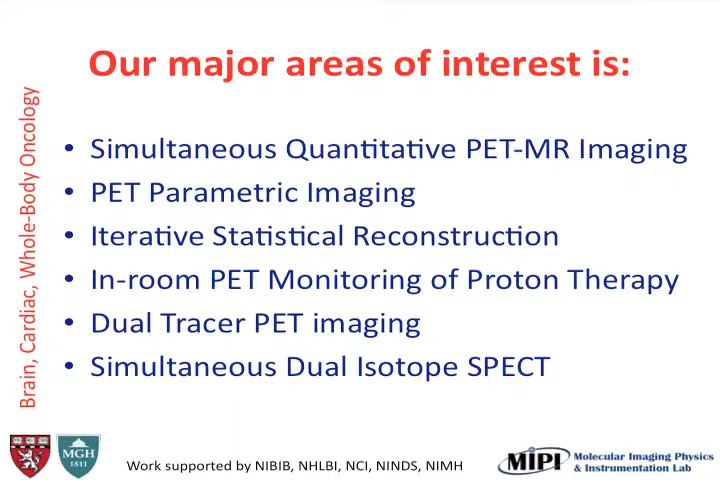 Our major areas of interest is:
Brain, Cardiac, Whole-Body Oncology
• Simultaneous Quantitative PET-MR Imaging
• PET Parametric Imaging
• Iterative Statistical Reconstruction
• In-room PET Monitoring of Proton Therapy
• Dual Tracer PET imaging
• Simultaneous Dual Isotope SPECT
MGH
1811
Work supported by NIBIB, NHLBI, NCI, NINDS, NIMH
MIPI
Molecular Imaging Physics
& Instrumentation Lab